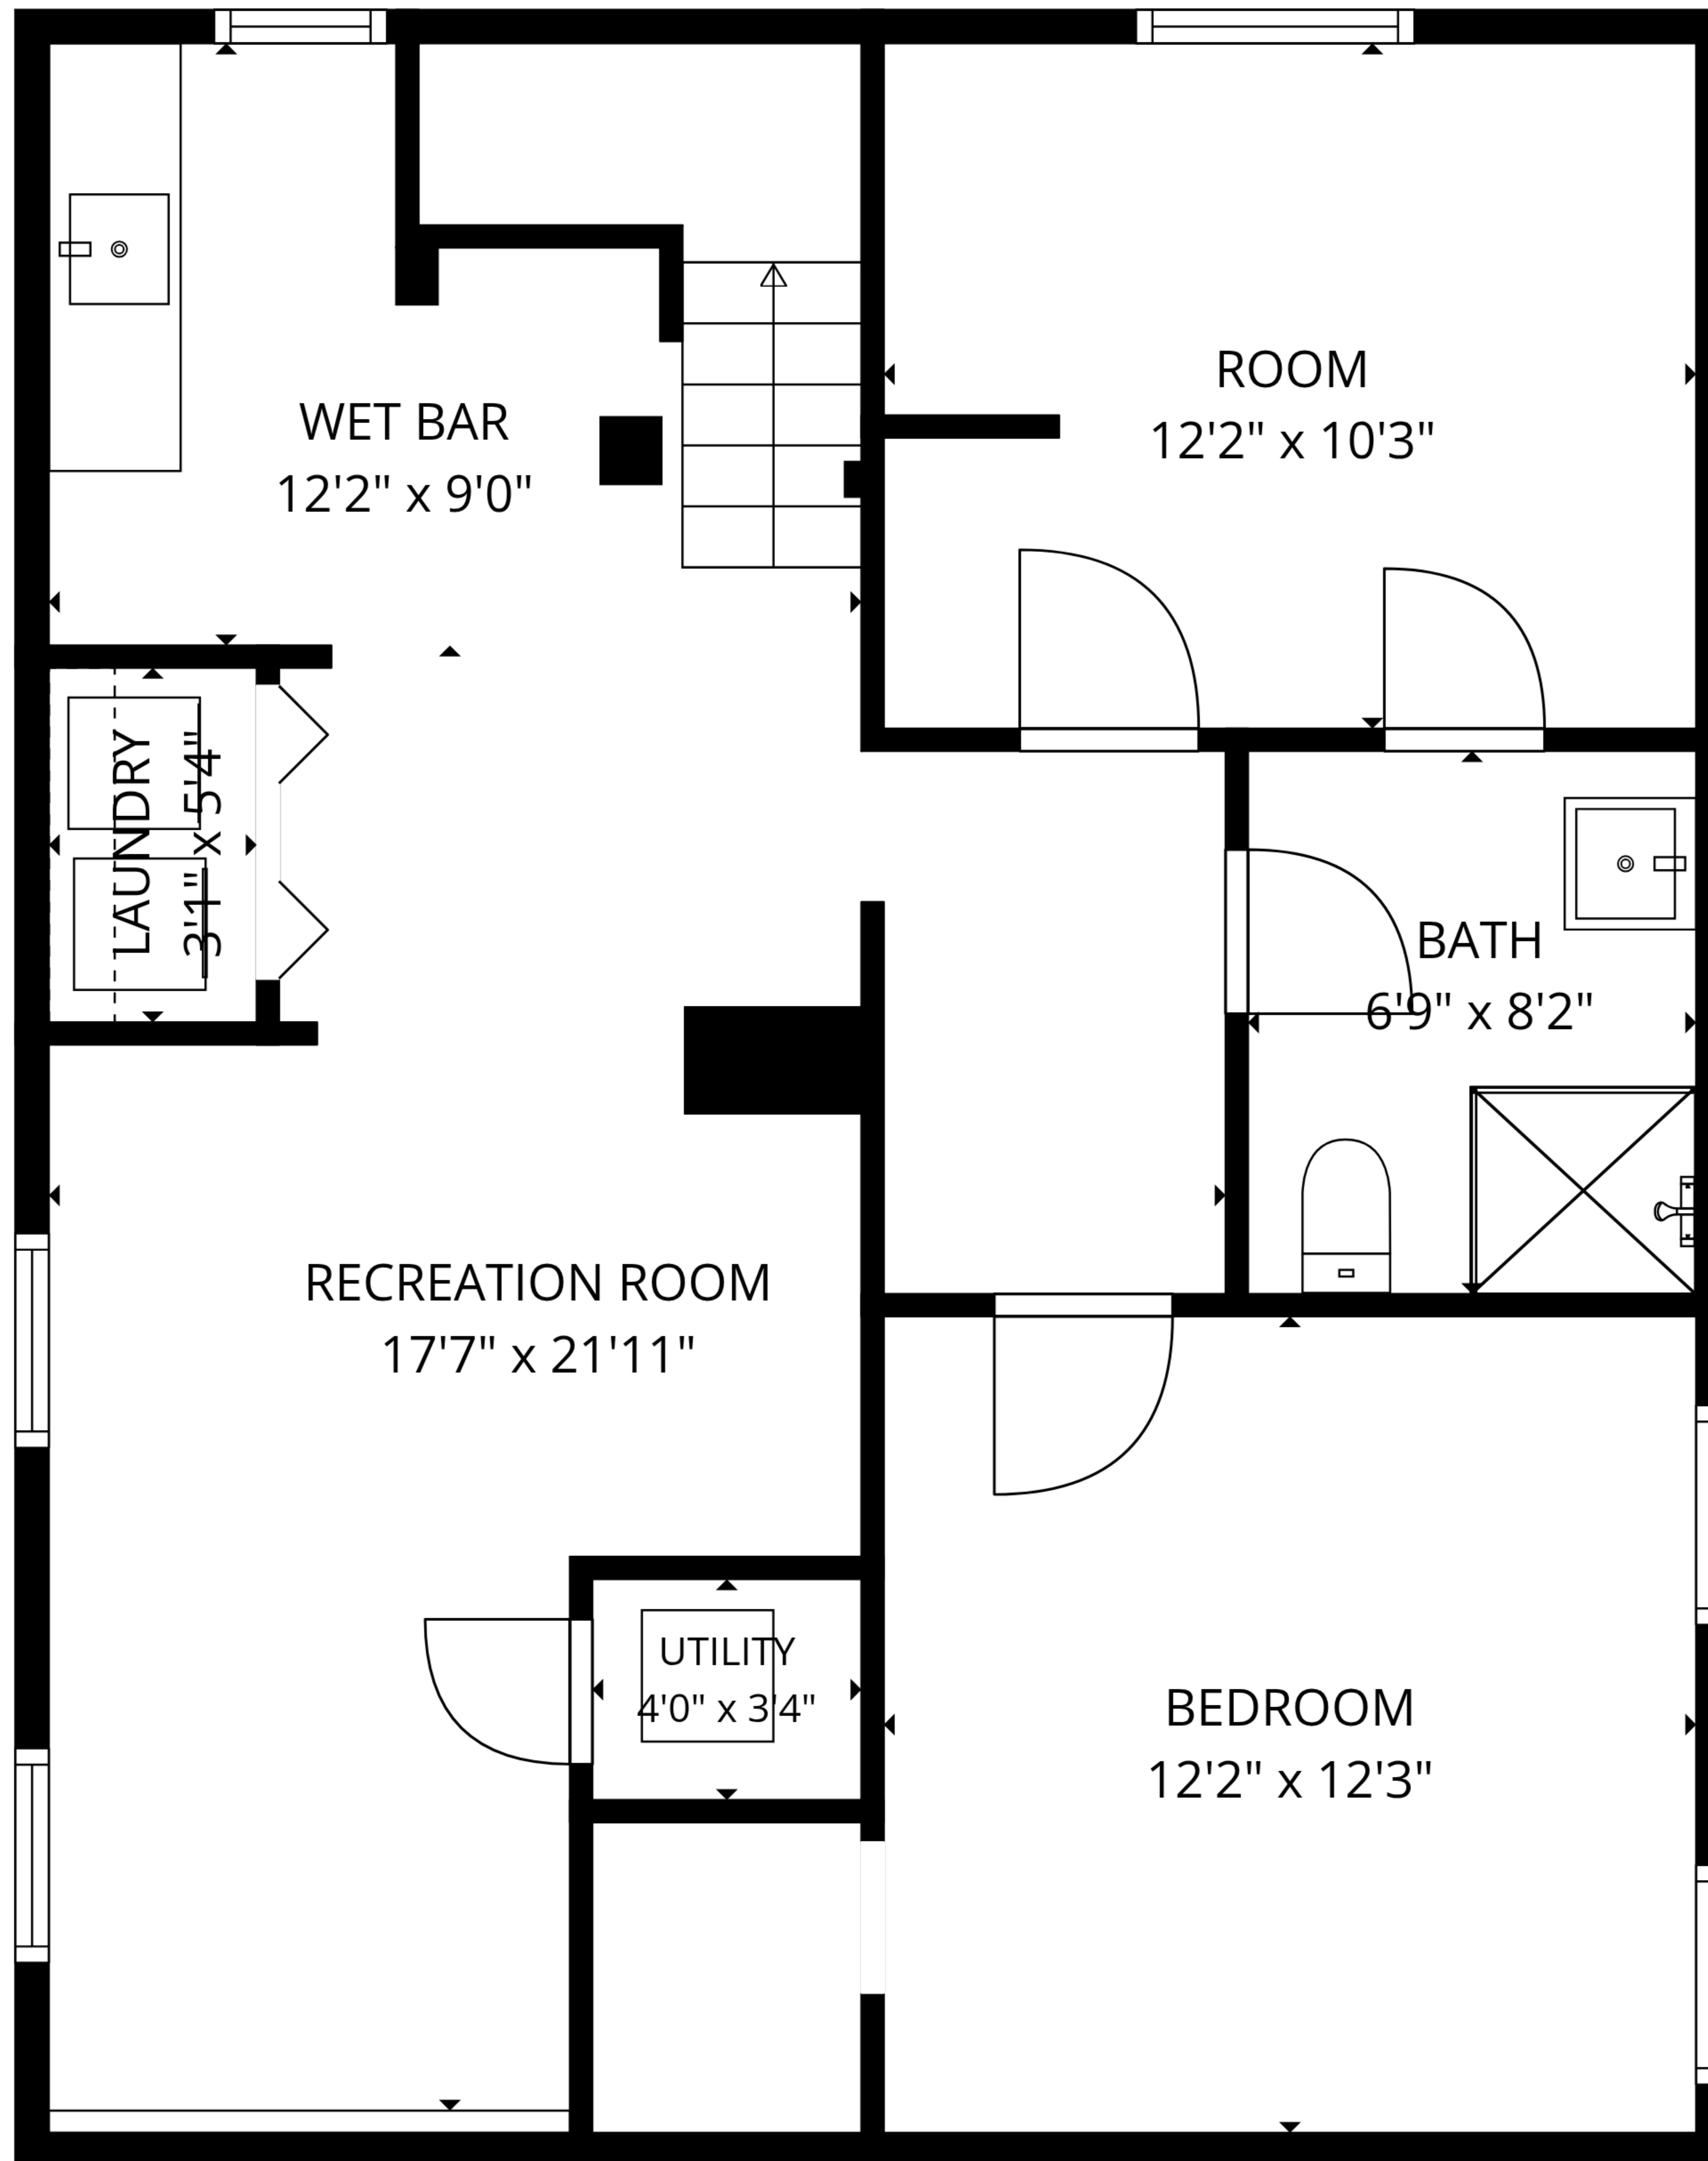 ROOM
12'2" x 10'3"
WET BAR
12'2" x 9'0"
LAUNDRY
3'1" x 5'4"
BATH
6'9" x 8'2"
RECREATION ROOM
17'7" x 21'11"
UTILITY
4'0" x 3'4"
BEDROOM
12'2" x 12'3"